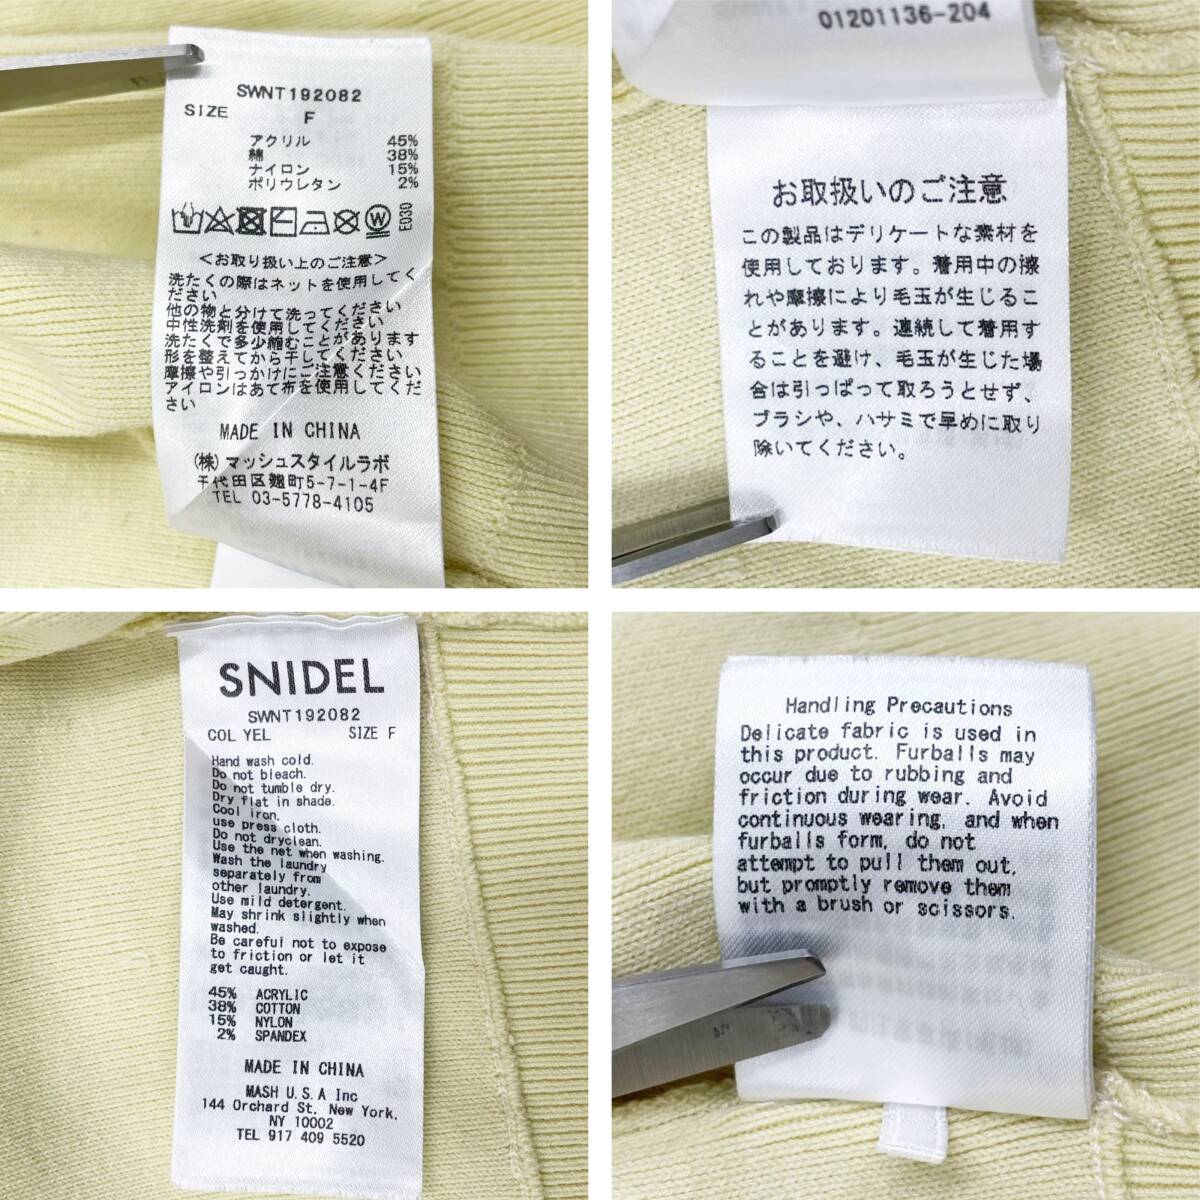 SWNT192082
SIZE F
アクリル 45%
綿 38%
ナイロン 15%
ポリウレタン 2%
W
E030
<お取り扱い上のご注意>
洗たくの際はネットを使用してく
ださい
他の物と分けて洗ってください
中性洗剤を使用してください
洗たくで多少縮むことがあります
形を整えてから干してください
摩擦や引っかけにご注意ください
アイロンはあて布を使用してくだ
さい
MADE IN CHINA
(株)マッシュスタイルラボ
千代田区麹町5-7-1-4F
TEL 03-5778-4105
01201136-204
お取扱いのご注意
この製品はデリケートな素材を
使用しております。着用中の擦
れや摩擦により毛玉が生じるこ
とがあります。連続して着用す
ることを避け、毛玉が生じた場
合は引っぱって取ろうとせず、
ブラシや、ハサミで早めに取り
除いてください。
SNIDEL
SWNT192082
COL YEL SIZE F
Hand wash cold.
Do not bleach.
Do not tumble dry.
Dry flat in shade.
Cool iron,
use press cloth.
Do not dryclean.
Use the net when washing.
Wash the laundry
separately from
other laundry.
Use mild detergent.
May shrink slightly when
washed.
Be careful not to expose
to friction or let it
get caught.
45% ACRYLIC
38% COTTON
15% NYLON
2% SPANDEX
MADE IN CHINA
MASH U.S.A Inc
144 Orchard St. New York,
NY 10002
TEL 917 409 5520
Handling Precautions
Delicate fabric is used in
this product. Furballs may
occur due to rubbing and
friction during wear. Avoid
continuous wearing, and when
furballs form, do not
attempt to pull them out,
but promptly remove them
with a brush or scissors.